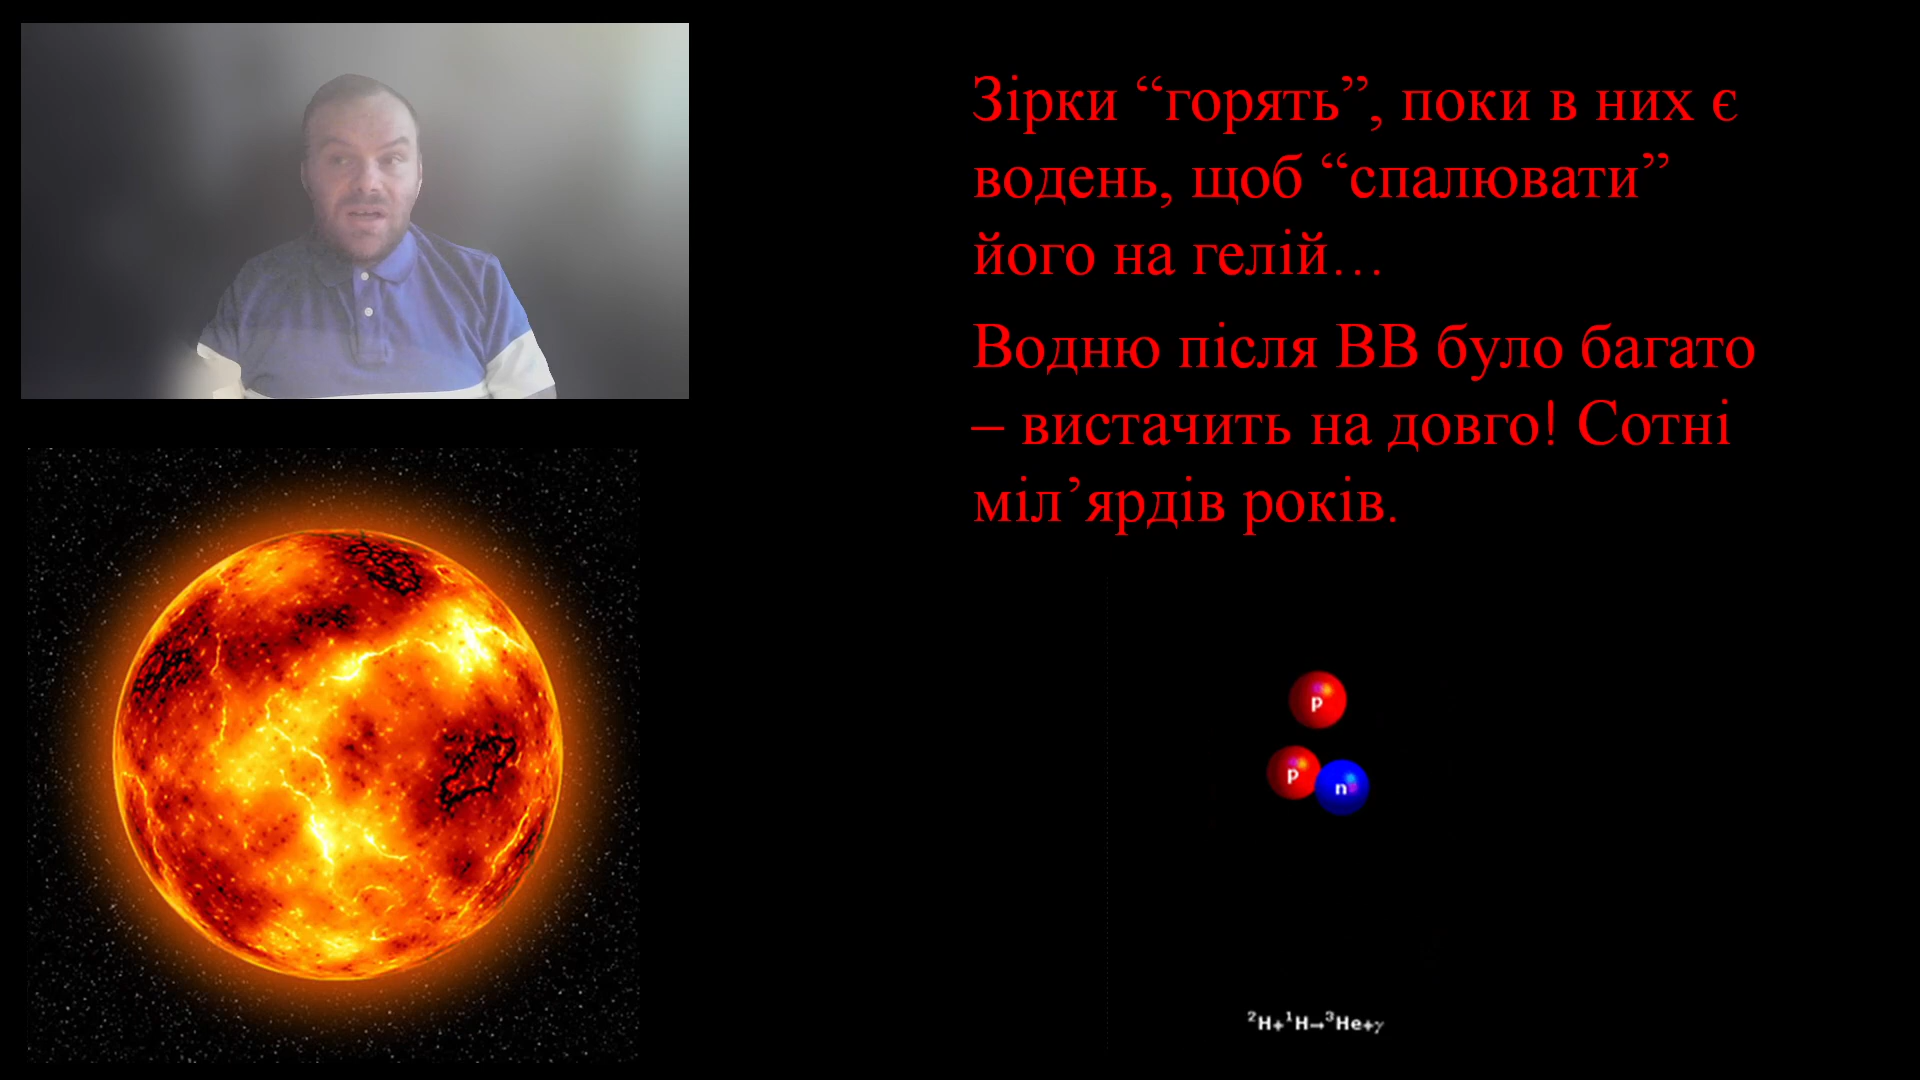 Зірки “горять”, поки в них є
водень, щоб “спалювати”
його на гелій…
Водню після ВВ було багато
– вистачить на довго! Сотні
міл’ярдів років.
p
p
n
²H+¹H→³He+γ